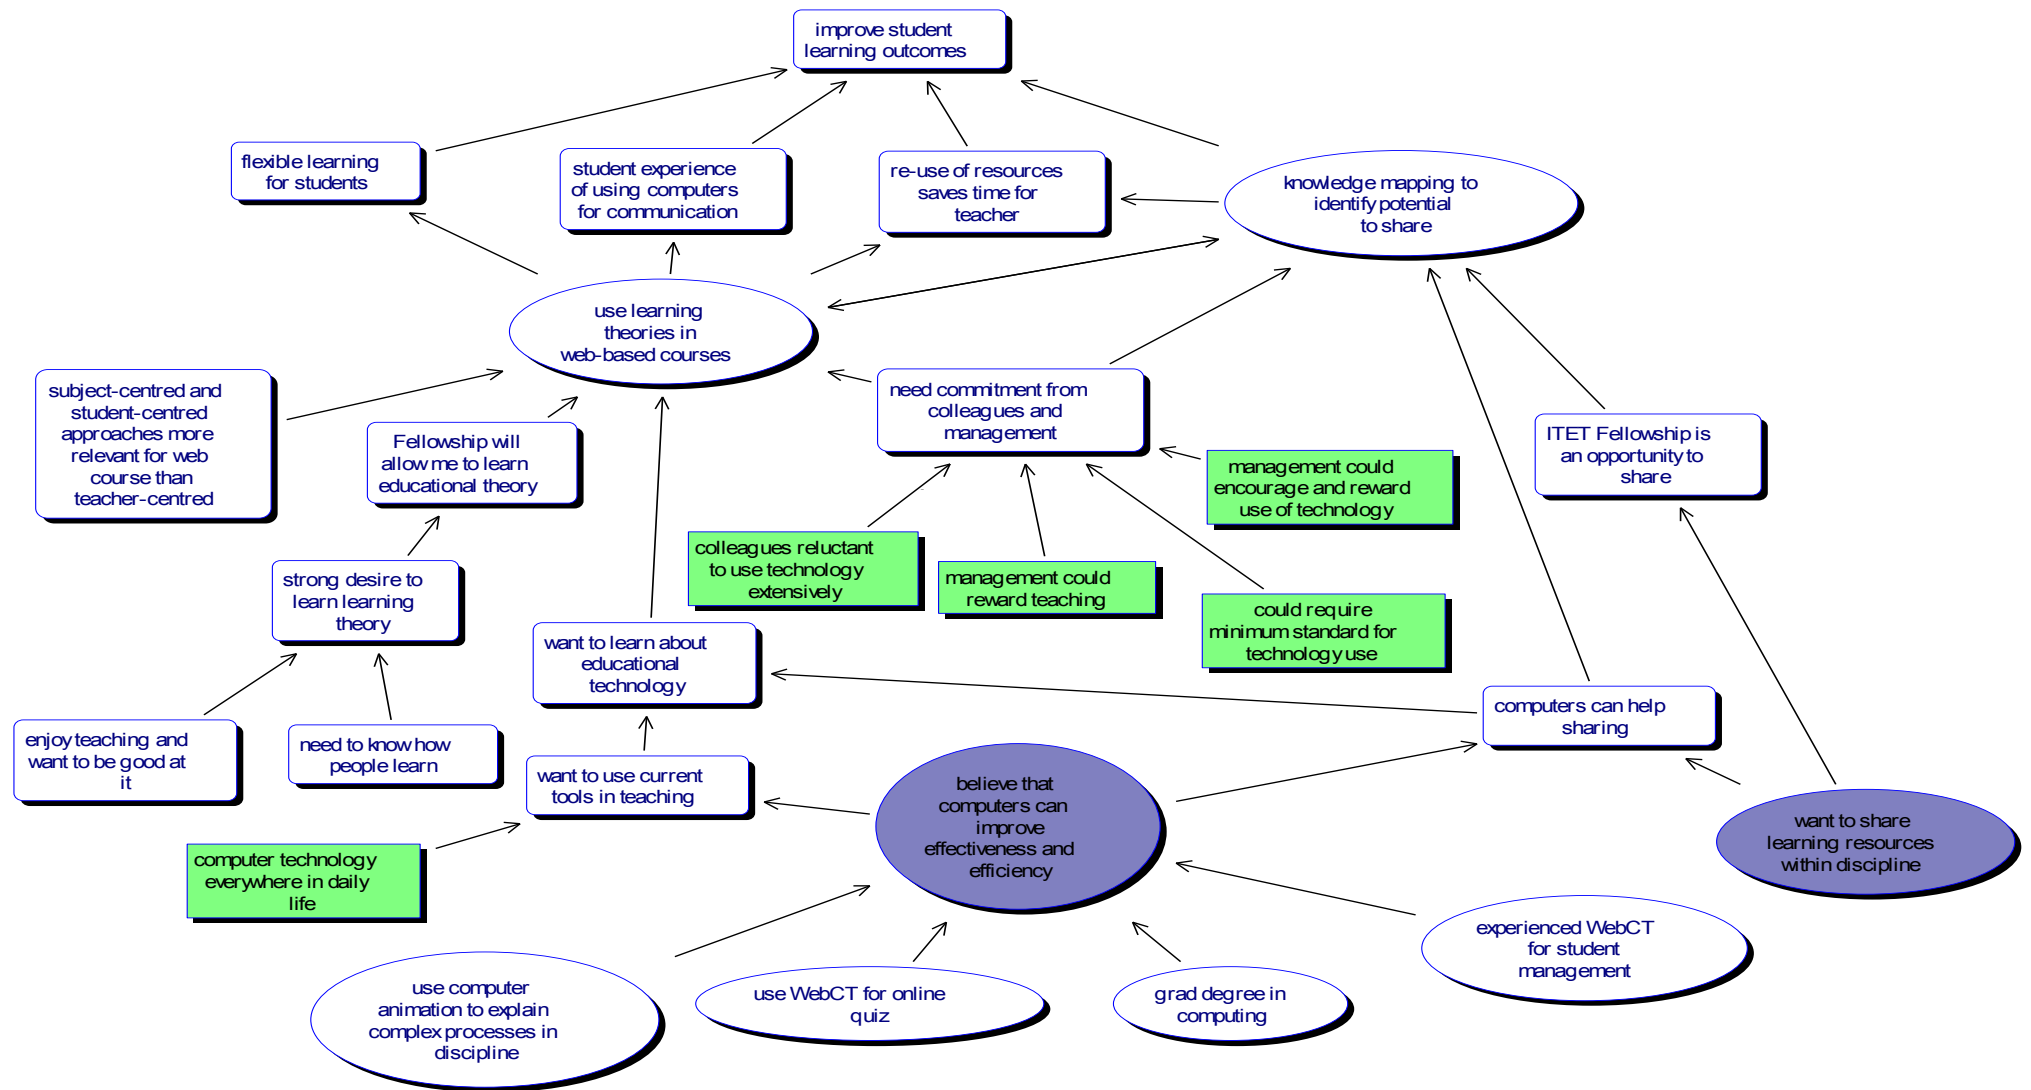 improve student
learning outcomes
flexible learning
for students
student experience
of using computers
for communication
re-use of resources
saves time for
teacher
knowledge mapping to
identify potential
to share
use learning
theories in
web-based courses
subject-centred and
student-centred
approaches more
relevant for web
course than
teacher-centred
Fellowship will
allow me to learn
educational theory
need commitment from
colleagues and
management
ITET Fellowship is
an opportunity to
share
management could
encourage and reward
use of technology
colleagues reluctant
to use technology
extensively
management could
reward teaching
could require
minimum standard for
technology use
strong desire to
learn learning
theory
want to learn about
educational
technology
computers can help
sharing
enjoy teaching and
want to be good at
it
need to know how
people learn
want to use current
tools in teaching
believe that
computers can
improve
effectiveness and
efficiency
want to share
learning resources
within discipline
computer technology
everywhere in daily
life
experienced WebCT
for student
management
use computer
animation to explain
complex processes in
discipline
use WebCT for online
quiz
grad degree in
computing